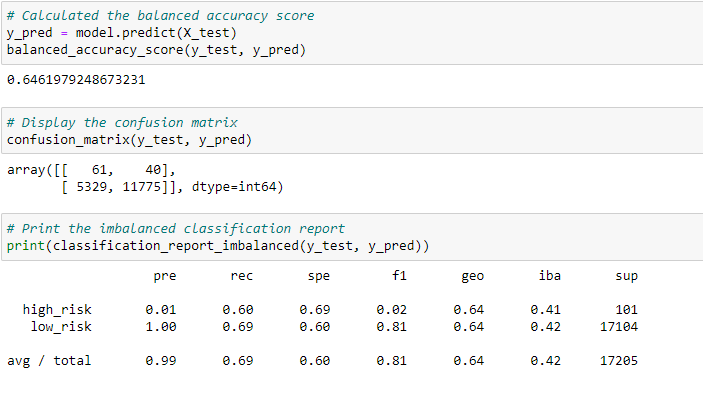 # Calculated the balanced accuracy score
y_pred = model.predict(X_test)
balanced_accuracy_score(y_test, y_pred)
0.6461979248673231
# Display the confusion matrix
confusion_matrix(y_test, y_pred)
array([[   61,    40],
       [ 5329, 11775]], dtype=int64)
# Print the imbalanced classification report
print(classification_report_imbalanced(y_test, y_pred))
                   pre       rec       spe        f1       geo       iba       sup
  high_risk       0.01      0.60      0.69      0.02      0.64      0.41       101
   low_risk       1.00      0.69      0.60      0.81      0.64      0.42     17104
avg / total       0.99      0.69      0.60      0.81      0.64      0.42     17205